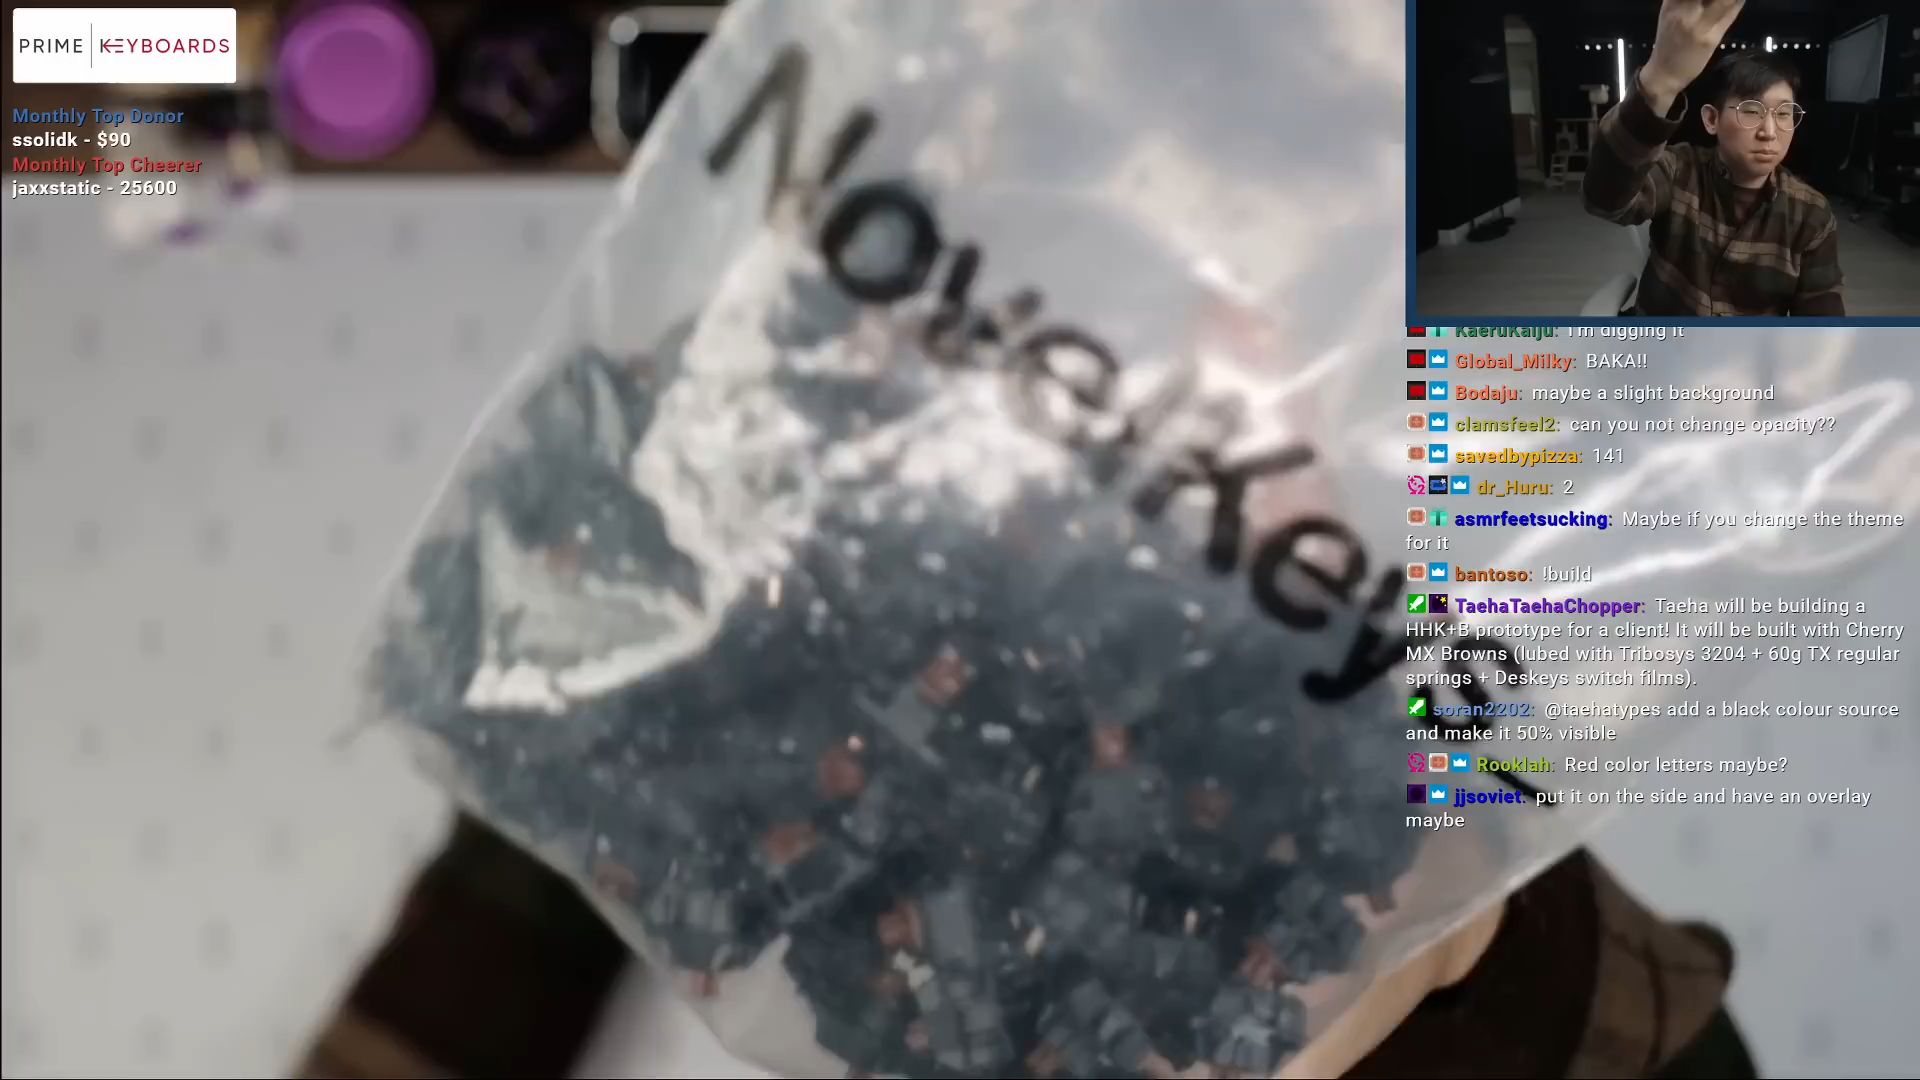 PRIME KEYBOARDS
Monthly Top Donor
ssolidk - $90
Monthly Top Cheerer
jaxxstatic - 25600
NovelKeys
KaeruKaiju: I'm digging it
Global_Milky: BAKA!!
Bodaju: maybe a slight background
clamsfeel2: can you not change opacity??
savedbypizza: 141
dr_Huru: 2
asmrfeetsucking: Maybe if you change the theme
for it
bantoso: !build
TaehaTaehaChopper: Taeha will be building a
HHK+B prototype for a client! It will be built with Cherry
MX Browns (lubed with Tribosys 3204 + 60g TX regular
springs + Deskeys switch films).
soran2202: @taehatypes add a black colour source
and make it 50% visible
Rooklah: Red color letters maybe?
jjsoviet: put it on the side and have an overlay
maybe